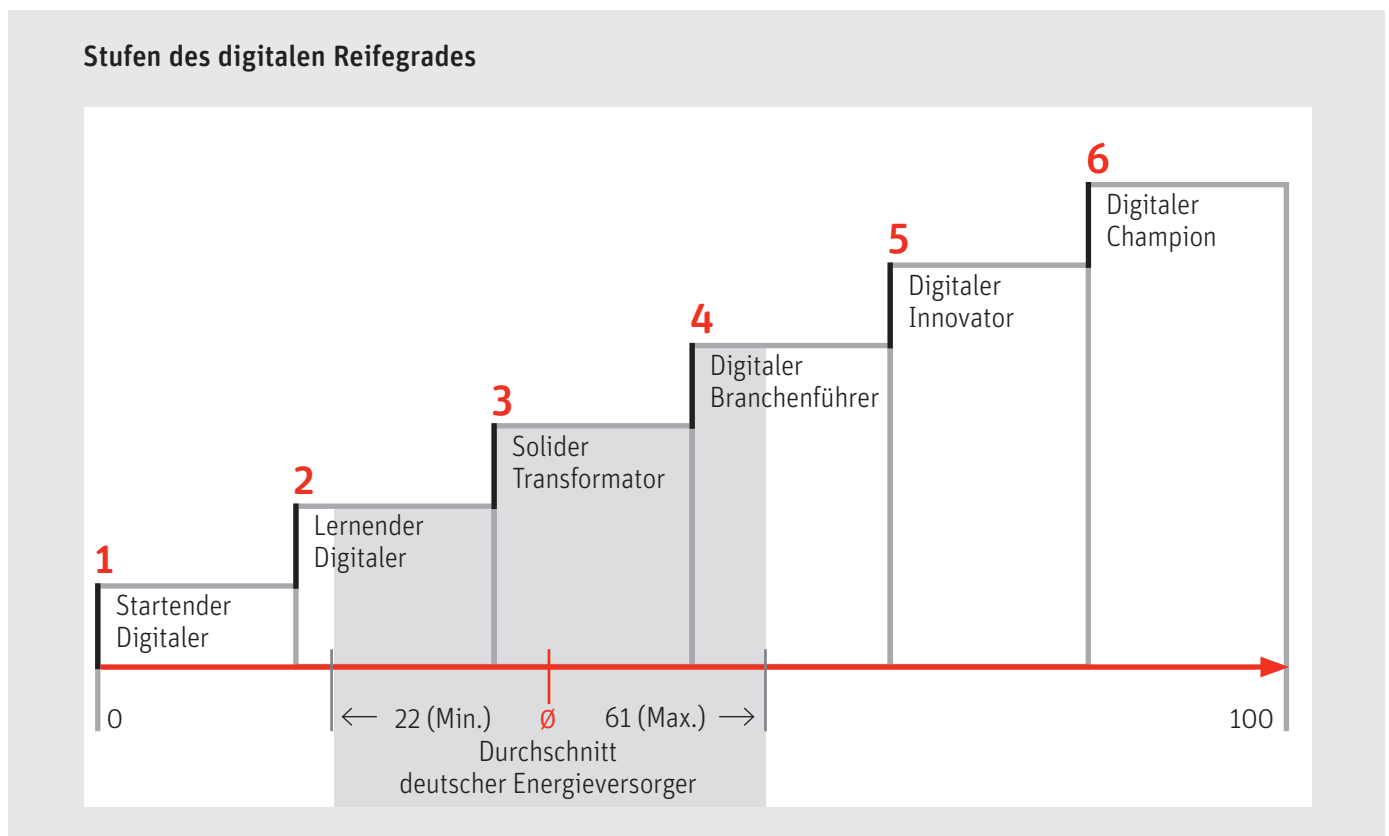 Stufen des digitalen Reifegrades
6
Digitaler
Champion
5
Digitaler
Innovator
4
Digitaler
Branchenführer
3
Solider
Transformator
2
Lernender
Digitaler
1
Startender
Digitaler
0
22 (Min.)
Ø
61 (Max.)
100
Durchschnitt
deutscher Energieversorger